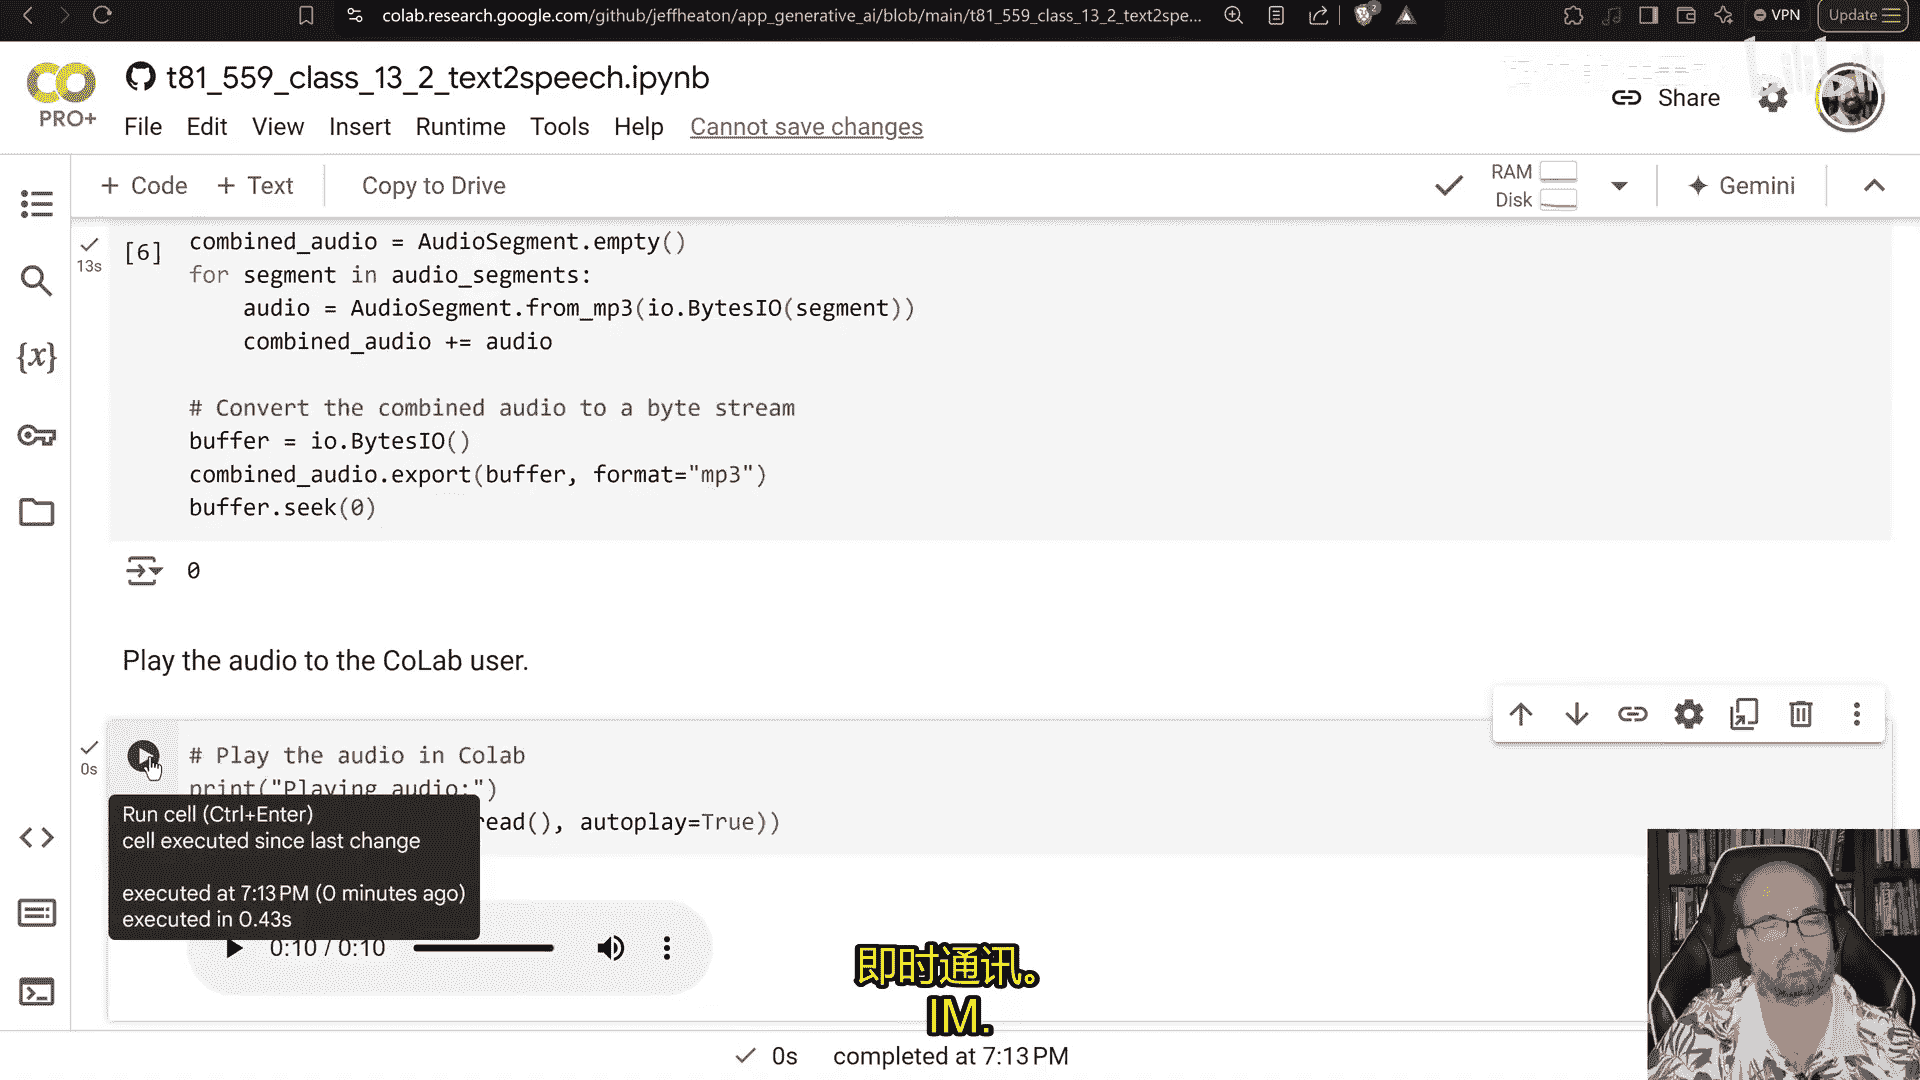 colab.research.google.com/github/jeffheaton/app_generative_ai/blob/main/t81_559_class_13_2_text2spe...
2
VPN
Update
t81_559_class_13_2_text2speech.ipynb
bilibili
PRO+
File Edit View Insert Runtime Tools Help Cannot save changes
Share
+ Code + Text Copy to Drive
RAM
Disk
Gemini
[6]
13s
combined_audio = AudioSegment.empty()
for segment in audio_segments:
    audio = AudioSegment.from_mp3(io.BytesIO(segment))
    combined_audio += audio
# Convert the combined audio to a byte stream
buffer = io.BytesIO()
combined_audio.export(buffer, format="mp3")
buffer.seek(0)
0
Play the audio to the CoLab user.
{x}
0s
# Play the audio in Colab
print("Playing audio:")
read(), autoplay=True))
Run cell (Ctrl+Enter)
cell executed since last change
executed at 7:13 PM (0 minutes ago)
executed in 0.43s
0:10 / 0:10
即时通讯。
IM.
0s completed at 7:13 PM